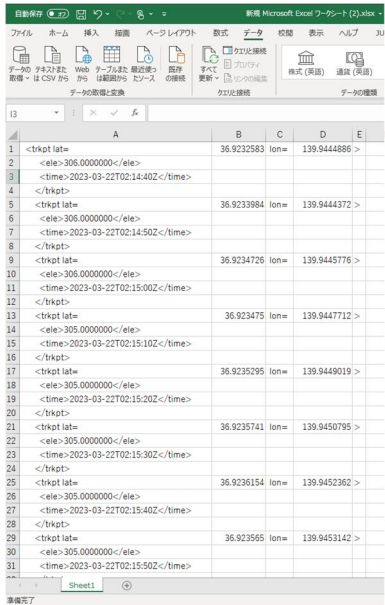 自動保存 オフ 新規 Microsoft Excel ワークシート (2).xlsx
ファイル ホーム 挿入 描画 ページ レイアウト 数式 データ 校閲 表示 ヘルプ JU
データの 取得 テキストまた は CSV から Web から テーブルまた は範囲から 最近使っ たソース 既存 の接続 すべて 更新 クエリと接続 プロパティ リンクの編集 株式 (英語) 通貨 (英語)
データの取得と変換 クエリと接続 データの種類
I3 fx
A B C D E
1 <trkpt lat= 36.9232583 lon= 139.9444886 >
2 <ele>306.0000000</ele>
3 <time>2023-03-22T02:14:40Z</time>
4 </trkpt>
5 <trkpt lat= 36.9233984 lon= 139.9444372 >
6 <ele>306.0000000</ele>
7 <time>2023-03-22T02:14:50Z</time>
8 </trkpt>
9 <trkpt lat= 36.9234726 lon= 139.9445776 >
10 <ele>306.0000000</ele>
11 <time>2023-03-22T02:15:00Z</time>
12 </trkpt>
13 <trkpt lat= 36.923475 lon= 139.9447712 >
14 <ele>305.0000000</ele>
15 <time>2023-03-22T02:15:10Z</time>
16 </trkpt>
17 <trkpt lat= 36.9235295 lon= 139.9449019 >
18 <ele>305.0000000</ele>
19 <time>2023-03-22T02:15:20Z</time>
20 </trkpt>
21 <trkpt lat= 36.9235741 lon= 139.9450795 >
22 <ele>305.0000000</ele>
23 <time>2023-03-22T02:15:30Z</time>
24 </trkpt>
25 <trkpt lat= 36.9236154 lon= 139.9452362 >
26 <ele>305.0000000</ele>
27 <time>2023-03-22T02:15:40Z</time>
28 </trkpt>
29 <trkpt lat= 36.923565 lon= 139.9453142 >
30 <ele>305.0000000</ele>
31 <time>2023-03-22T02:15:50Z</time>
Sheet1
準備完了